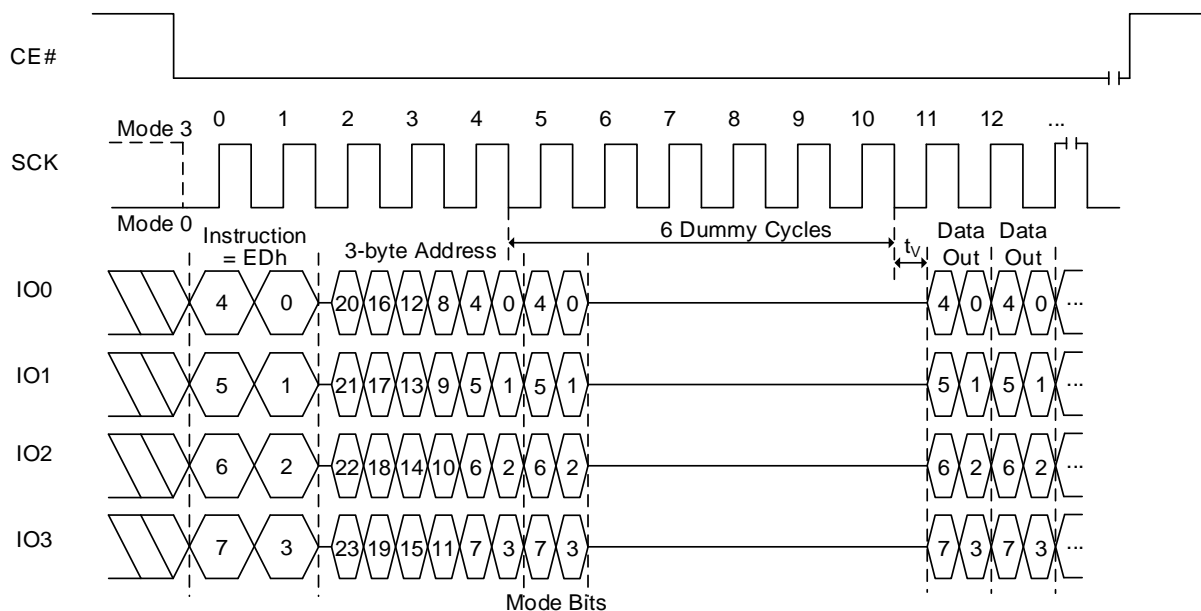 CE#
0 1 2 3 4 5 6 7 8 9 10 11 12 ...
Mode 3
SCK
Mode 0
Instruction
= EDh
3-byte Address
6 Dummy Cycles
tV
Data
Out
Data
Out
IO0 4 0 20 16 12 8 4 0 4 0 4 0 4 0 ...
IO1 5 1 21 17 13 9 5 1 5 1 5 1 5 1 ...
IO2 6 2 22 18 14 10 6 2 6 2 6 2 6 2 ...
IO3 7 3 23 19 15 11 7 3 7 3 7 3 7 3 ...
Mode Bits